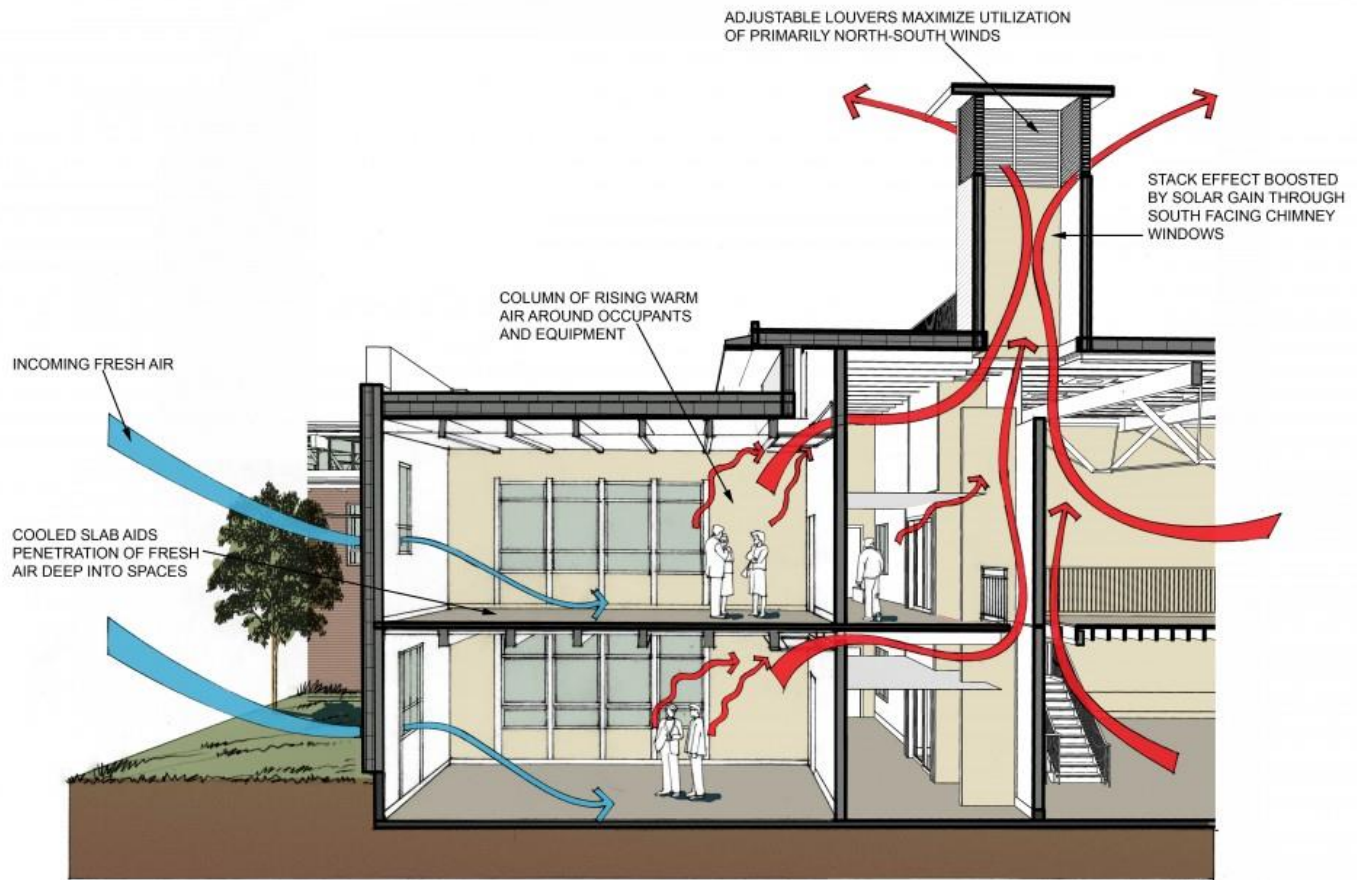 ADJUSTABLE LOUVERS MAXIMIZE UTILIZATION
OF PRIMARILY NORTH-SOUTH WINDS
STACK EFFECT BOOSTED
BY SOLAR GAIN THROUGH
SOUTH FACING CHIMNEY
WINDOWS
COLUMN OF RISING WARM
AIR AROUND OCCUPANTS
AND EQUIPMENT
INCOMING FRESH AIR
COOLED SLAB AIDS
PENETRATION OF FRESH
AIR DEEP INTO SPACES